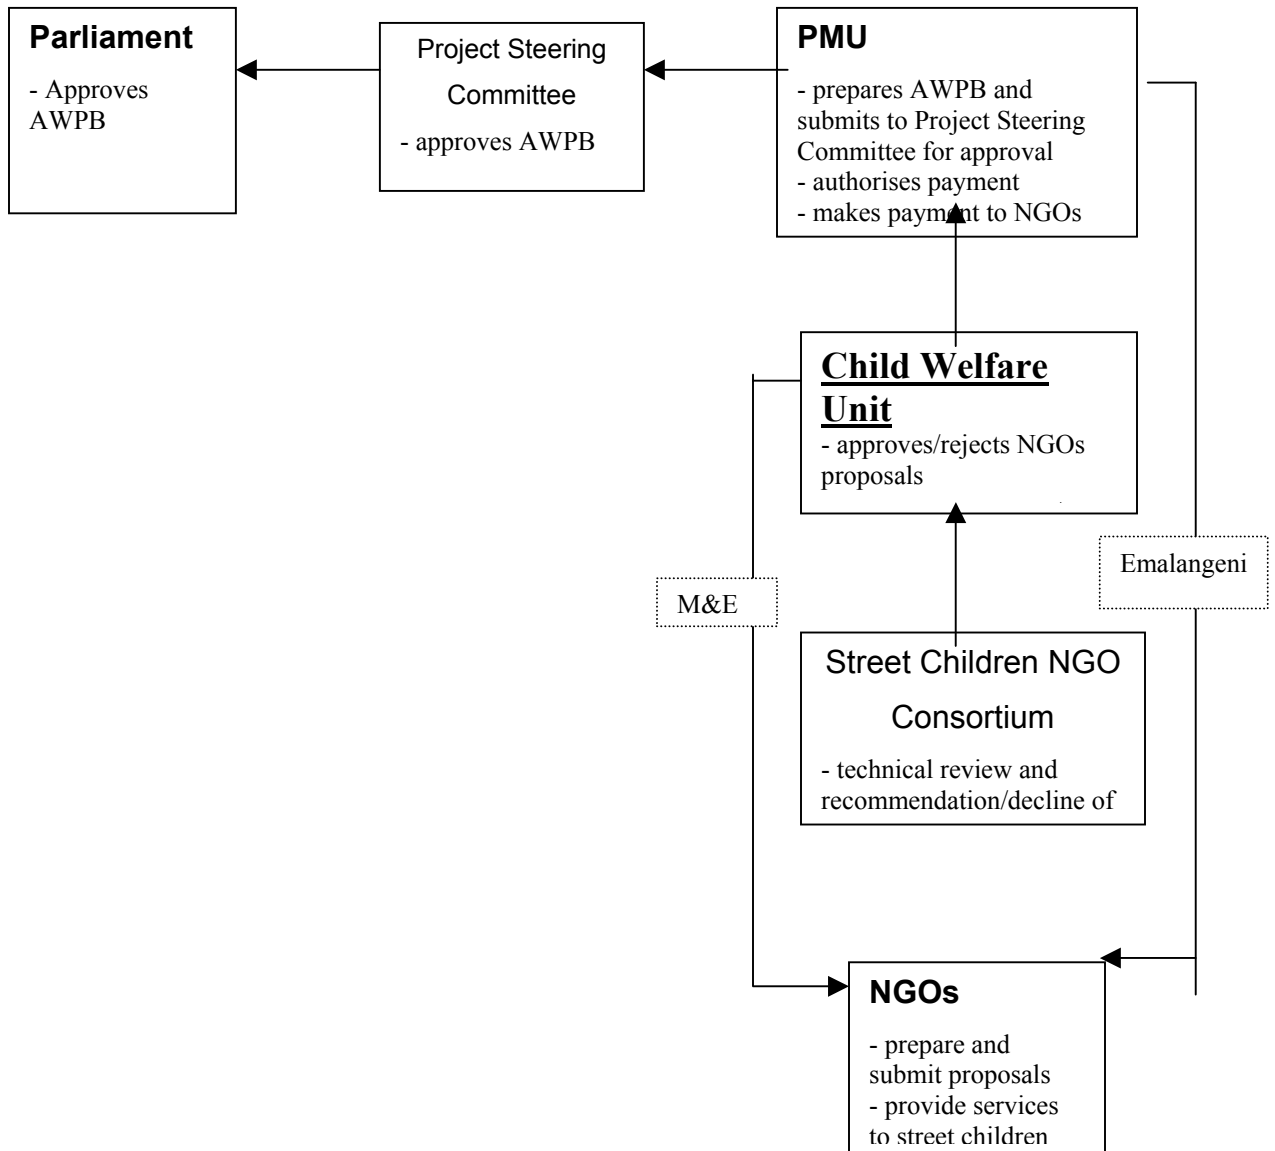 Parliament
- Approves
AWPB
Project Steering
Committee
- approves AWPB
PMU
- prepares AWPB and
submits to Project Steering
Committee for approval
- authorises payment
- makes payment to NGOs
Child Welfare
Unit
- approves/rejects NGOs
proposals
Emalangeni
M&E
Street Children NGO
Consortium
- technical review and
recommendation/decline of
NGOs
- prepare and
submit proposals
- provide services
to street children